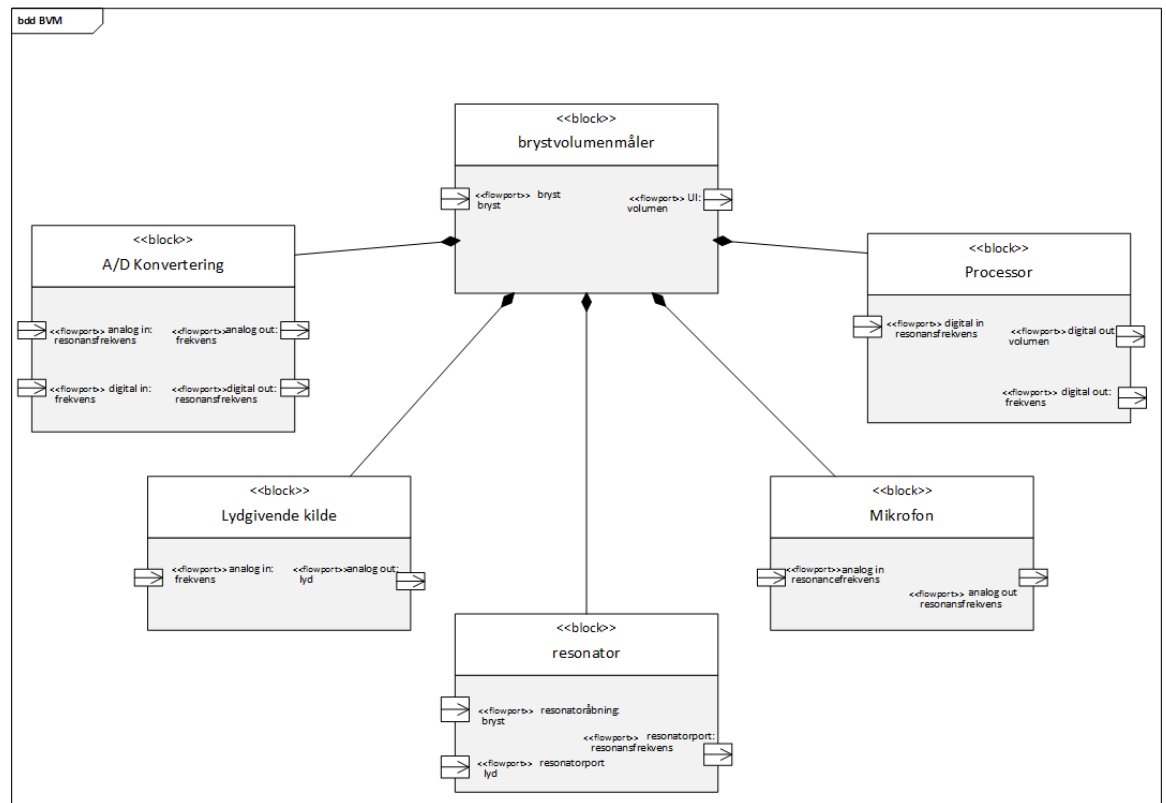 bdd BVM
<<block>>
brystvolumenmåler
<<flowport>> bryst
bryst
<<flowport>> UI:
volumen
<<block>>
A/D Konvertering
<<flowport>> analog in:
resonansfrekvens
<<flowport>>analog out:
frekvens
<<flowport>> digital in:
frekvens
<<flowport>>digital out:
resonansfrekvens
<<block>>
Processor
<<flowport>> digital in
resonansfrekvens
<<flowport>> digital out
volumen
<<flowport>> digital out:
frekvens
<<block>>
Lydgivende kilde
<<flowport>> analog in:
frekvens
<<flowport>>analog out:
lyd
<<block>>
Mikrofon
<<flowport>>analog in
resonancefrekvens
<<flowport>> analog out
resonansfrekvens
<<block>>
resonator
<<flowport>> resonatoråbning:
bryst
<<flowport>> resonatorport:
resonansfrekvens
<<flowport>> resonatorport
lyd